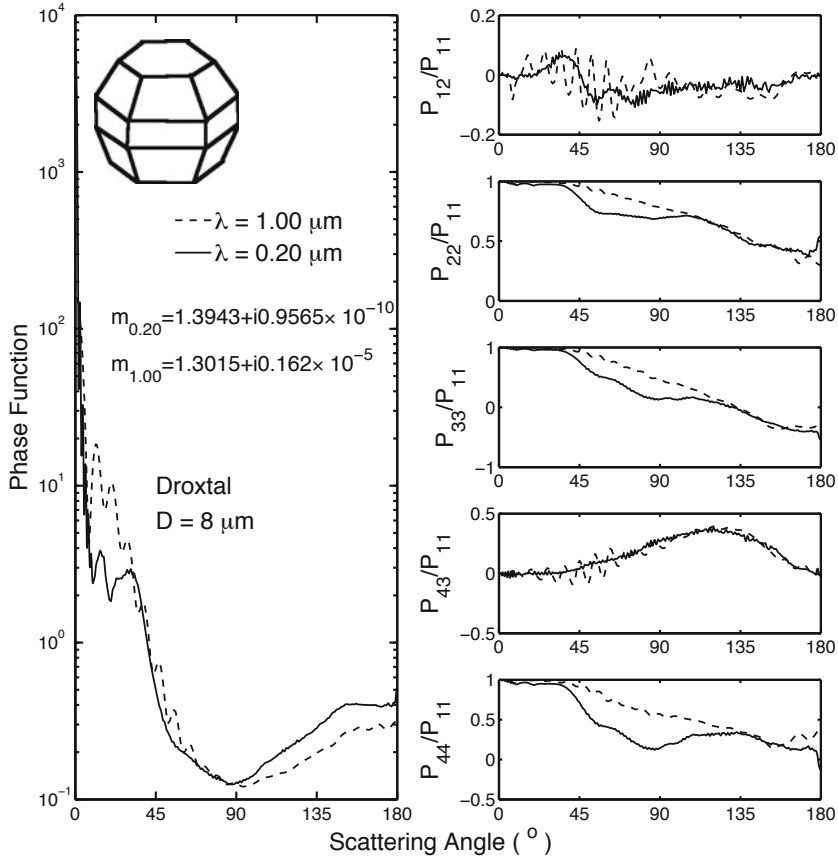 Phase Function
10^4
10^3
10^2
10^1
10^0
10^-1
0 45 90 135 180
λ = 1.00 μm
λ = 0.20 μm
m_0.20=1.3943+i0.9565× 10^-10
m_1.00=1.3015+i0.162× 10^-5
Droxtal
D = 8 μm
P_12/P_11
0.2
0
−0.2
0 45 90 135 180
P_22/P_11
1
0.5
0
0 45 90 135 180
P_33/P_11
1
0
−1
0 45 90 135 180
P_43/P_11
0.5
0
−0.5
0 45 90 135 180
P_44/P_11
1
0.5
0
−0.5
0 45 90 135 180
Scattering Angle ( ° )